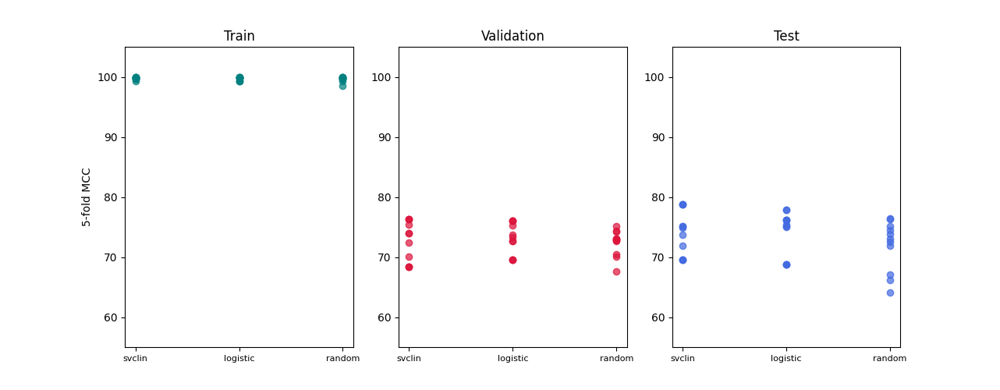 Train
Validation
Test
5-fold MCC
100
90
80
70
60
svclin
logistic
random
100
90
80
70
60
svclin
logistic
random
100
90
80
70
60
svclin
logistic
random